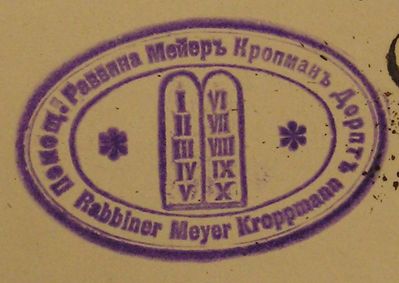 Помощ. Раввина Мейеръ Кропманъ Дерптъ
I VI
II VII
III VIII
IV IX
V X
Rabbiner Meyer Kroppmann